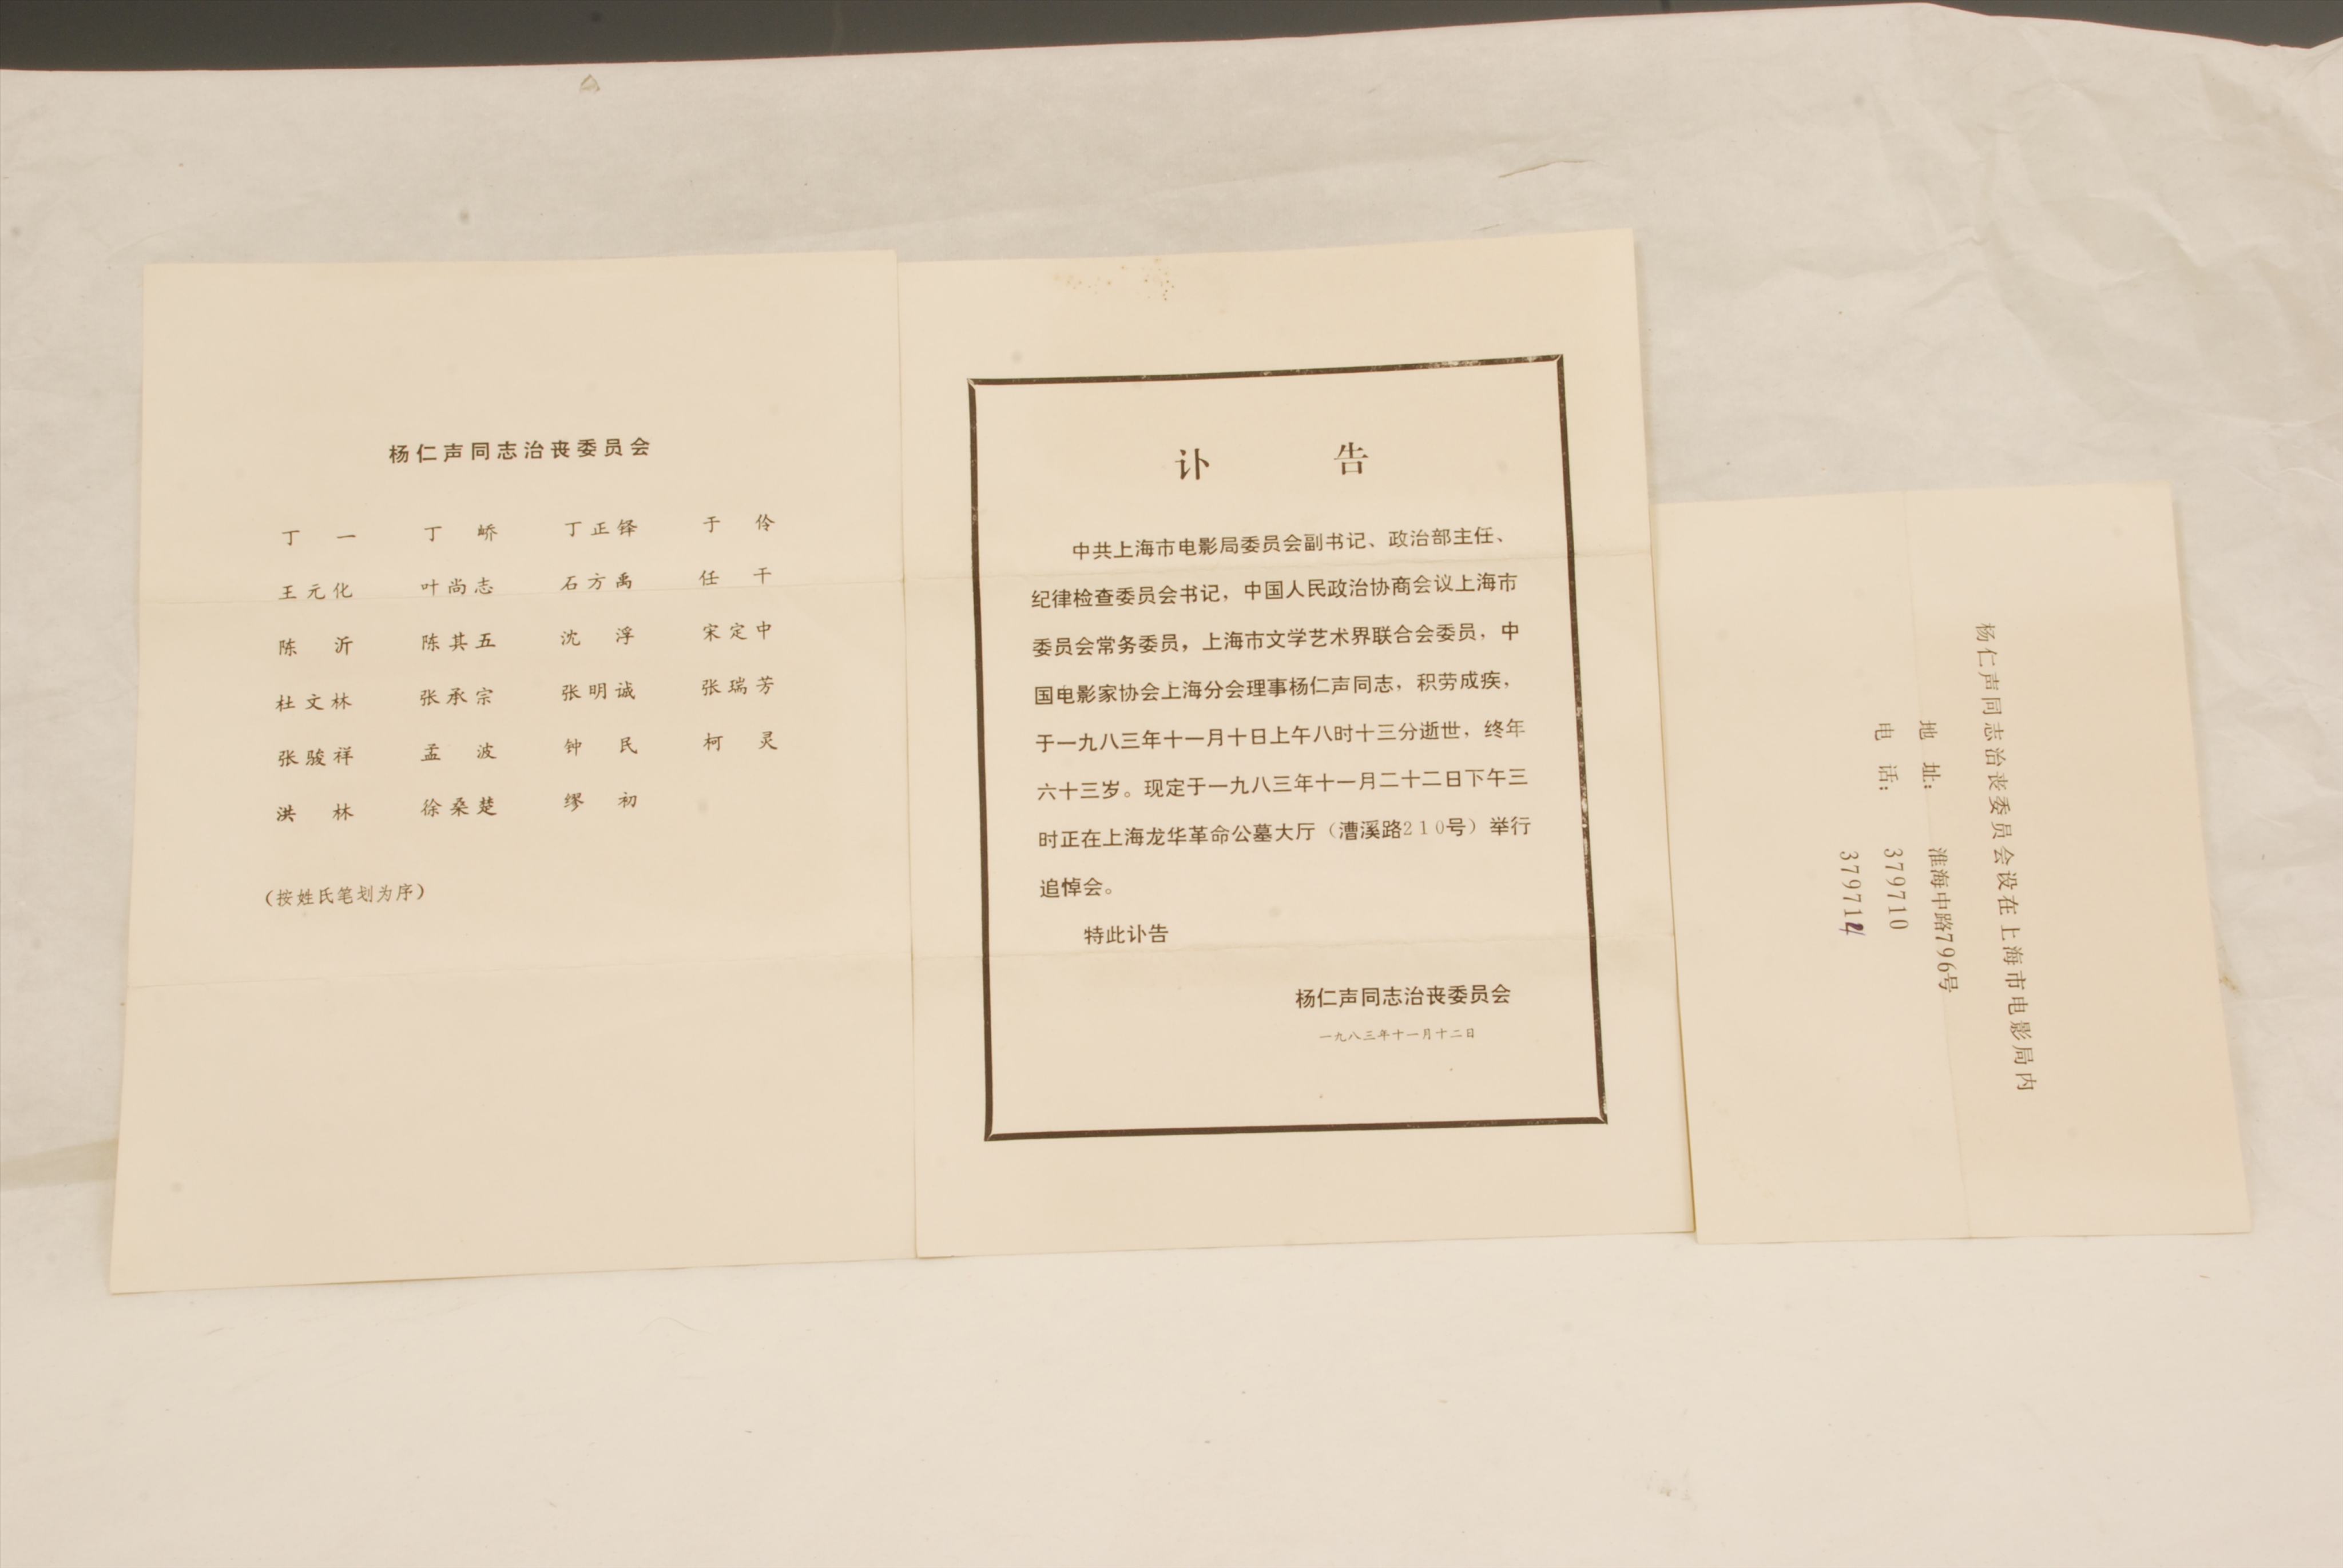 杨仁声同志治丧委员会
丁　一　丁　峤　丁正铎　于　伶
王元化　叶尚志　石方禹　任　干
陈　沂　陈其五　沈　浮　宋定中
杜文林　张承宗　张明诚　张瑞芳
张骏祥　孟　波　钟　民　柯　灵
洪　林　徐桑楚　缪　初
（按姓氏笔划为序）
讣　告
中共上海市电影局委员会副书记、政治部主任、
纪律检查委员会书记，中国人民政治协商会议上海市
委员会常务委员，上海市文学艺术界联合会委员，中
国电影家协会上海分会理事杨仁声同志，积劳成疾，
于一九八三年十一月十日上午八时十三分逝世，终年
六十三岁。现定于一九八三年十一月二十二日下午三
时正在上海龙华革命公墓大厅（漕溪路210号）举行
追悼会。
特此讣告
杨仁声同志治丧委员会
一九八三年十一月十二日
杨仁声同志治丧委员会设在上海市电影局内
地　址：淮海中路796号
电　话：379710
379714